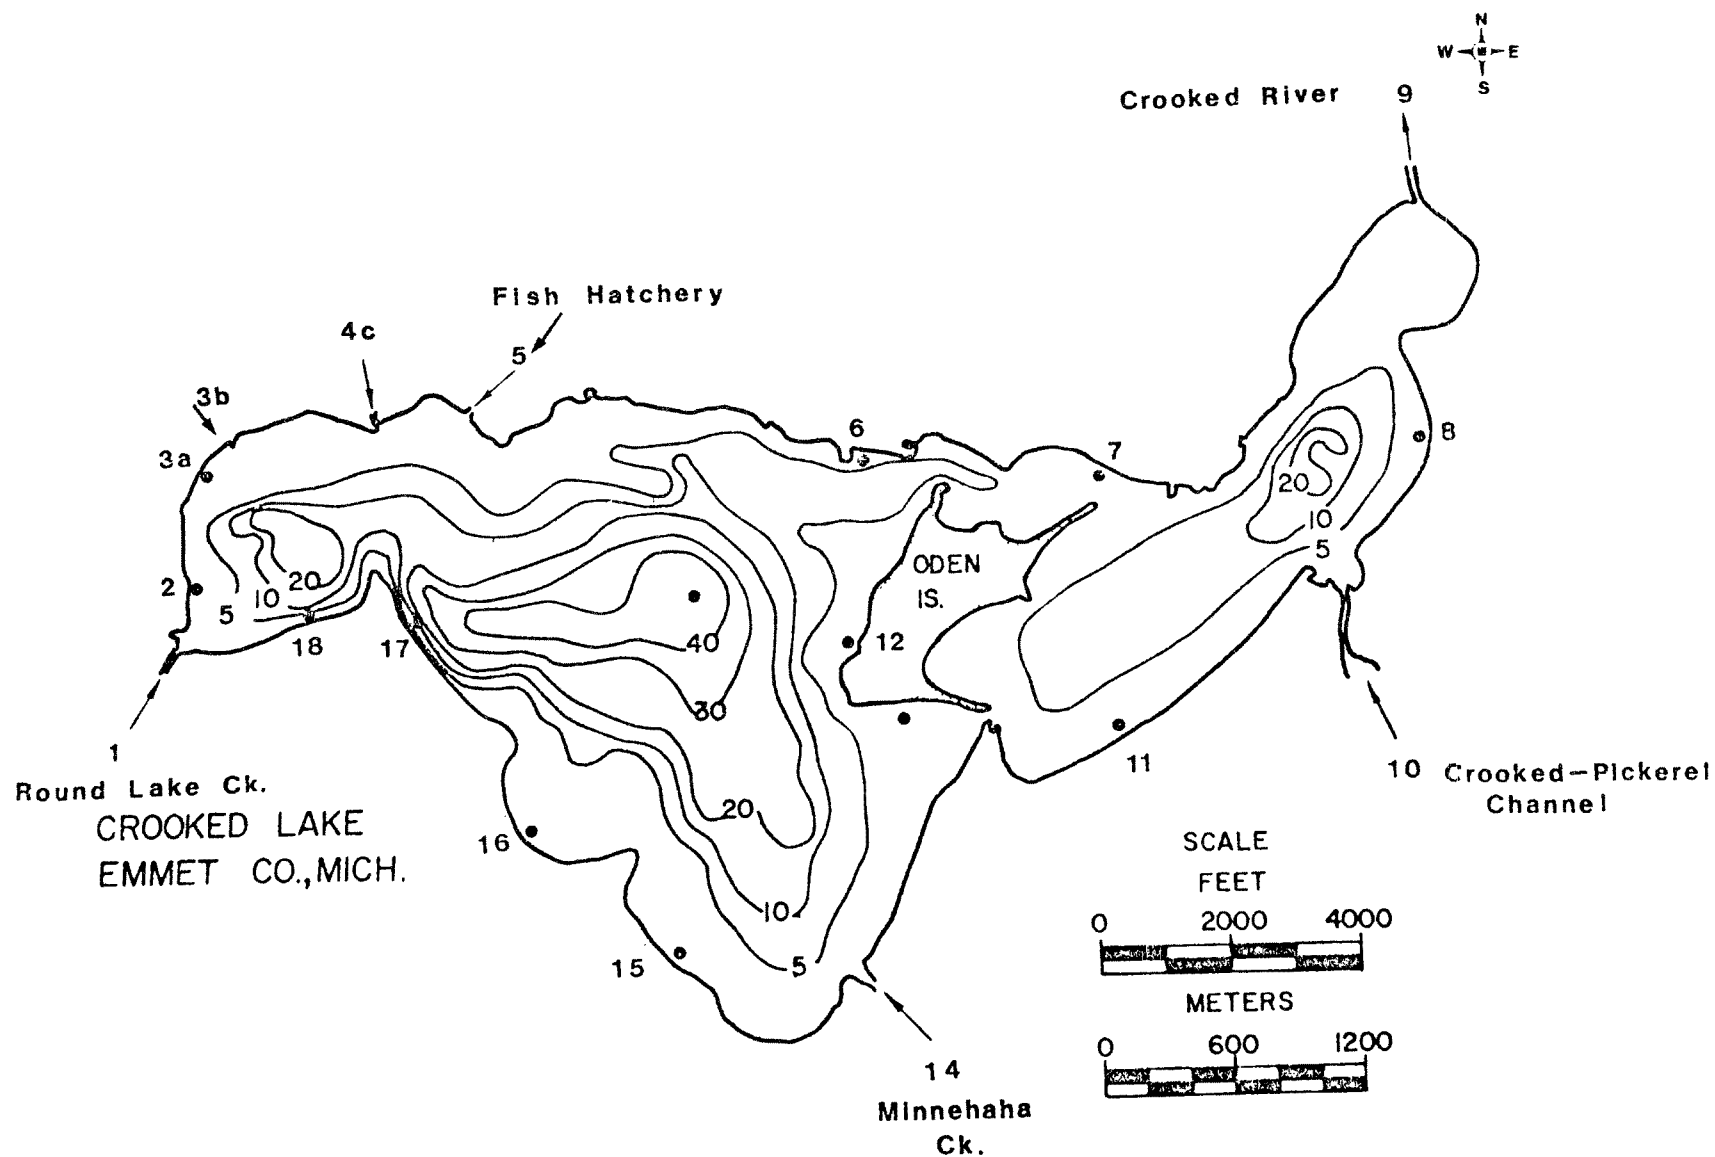 N
W E
S
Crooked River 9
Fish Hatchery
4c
5
3b
3a
6
7
8
20
10
5
2
5
10
20
18
17
40
30
20
10
5
ODEN
IS.
12
11
1
Round Lake Ck.
CROOKED LAKE
EMMET CO., MICH.
16
15
14
Minnehaha
Ck.
10 Crooked-Pickerel
Channel
SCALE
FEET
0 2000 4000
METERS
0 600 1200